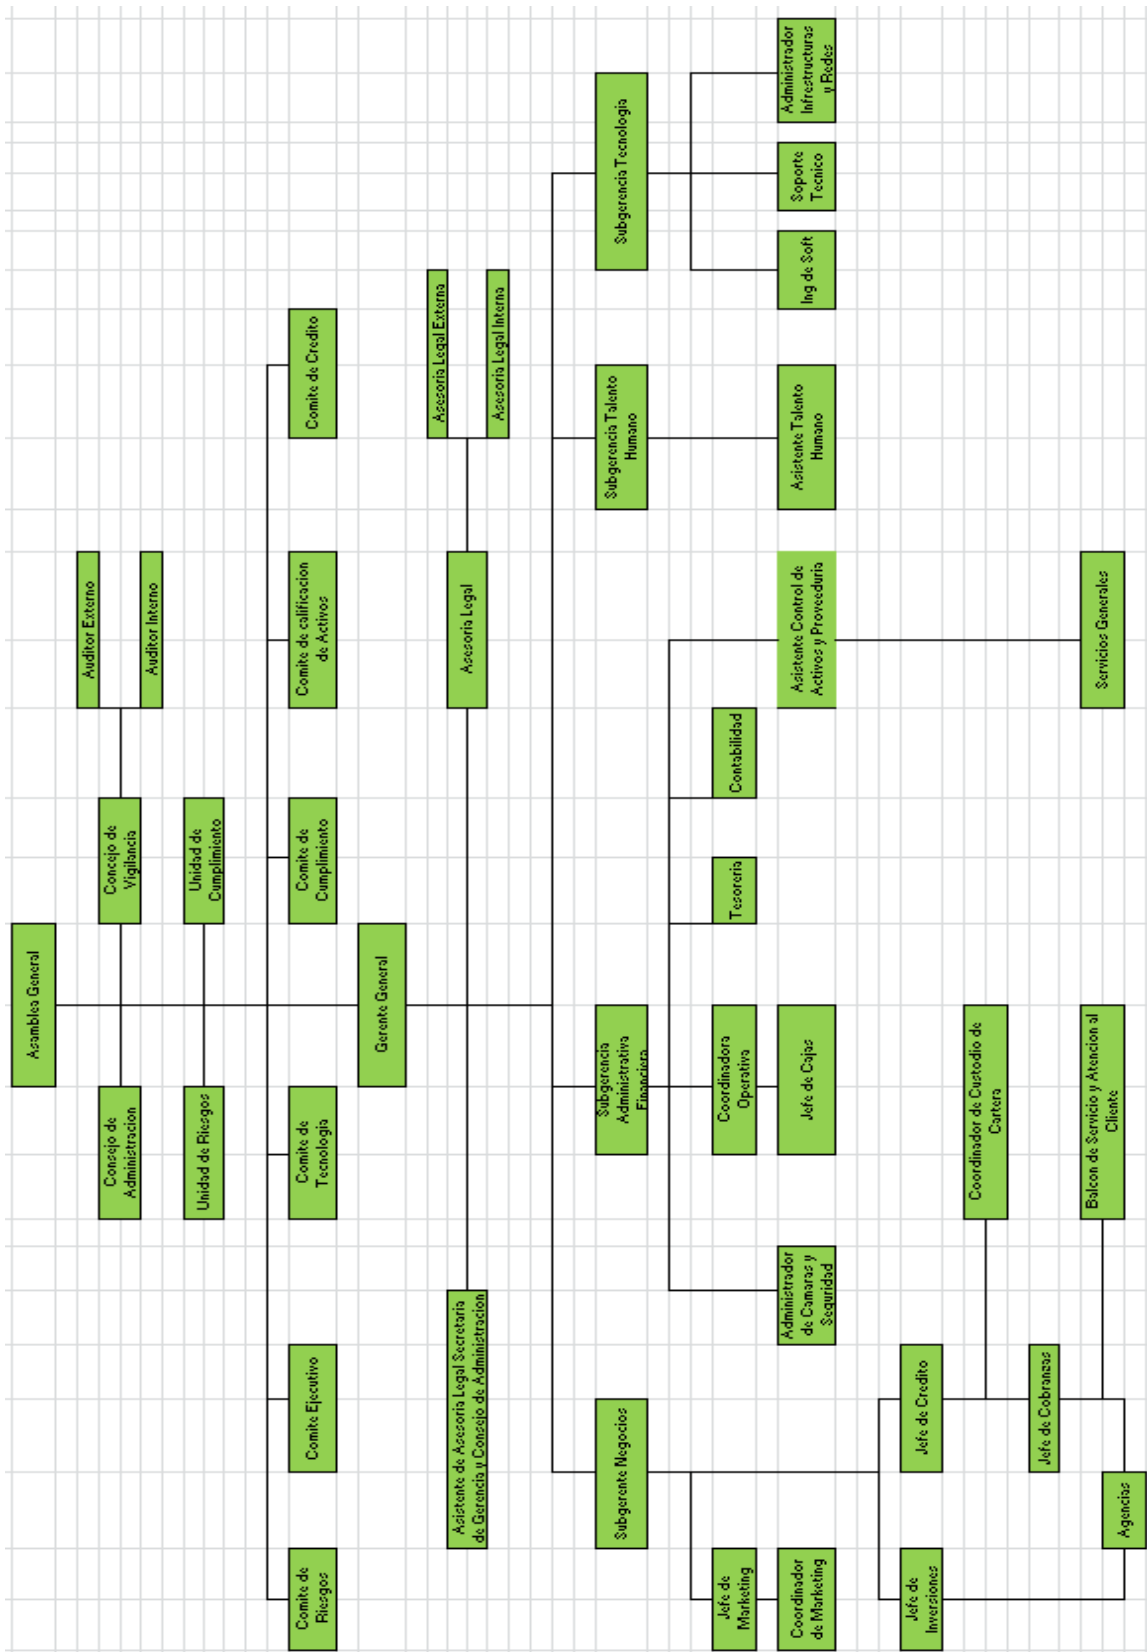 Asamblea General
Consejo de
Administracion
Concejo de
Vigilancia
Auditor Externo
Auditor Interno
Unidad de Riesgos
Unidad de
Cumplimiento
Comite de
Riesgos
Comite Ejecutivo
Comite de
Tecnologia
Comite de
Cumplimiento
Comite de calificacion
de Activos
Comite de Credito
Gerente General
Asistente de Asesoria Legal Secretaria
de Gerencia y Consejo de Administracion
Asesoria Legal
Asesoria Legal Externa
Asesoria Legal Interna
Subgerente Negocios
Subgerencia
Administrativa
Financiera
Subgerencia Talento
Humano
Subgerencia Tecnologia
Jefe de
Marketing
Coordinadora
Operativa
Tesoreria
Contabilidad
Coordinador
de Marketing
Administrador
de Camaras y
Seguridad
Jefe de Cajas
Asistente Control de
Activos y Proveeduria
Asistente Talento
Humano
Ing de Soft
Soporte
Tecnico
Administrador
Infrestructuras
y Redes
Jefe de
Inversiones
Jefe de Credito
Coordinador de Custodio de
Cartera
Jefe de Cobranzas
Balcon de Servicio y Atencion al
Cliente
Servicios Generales
Agencias